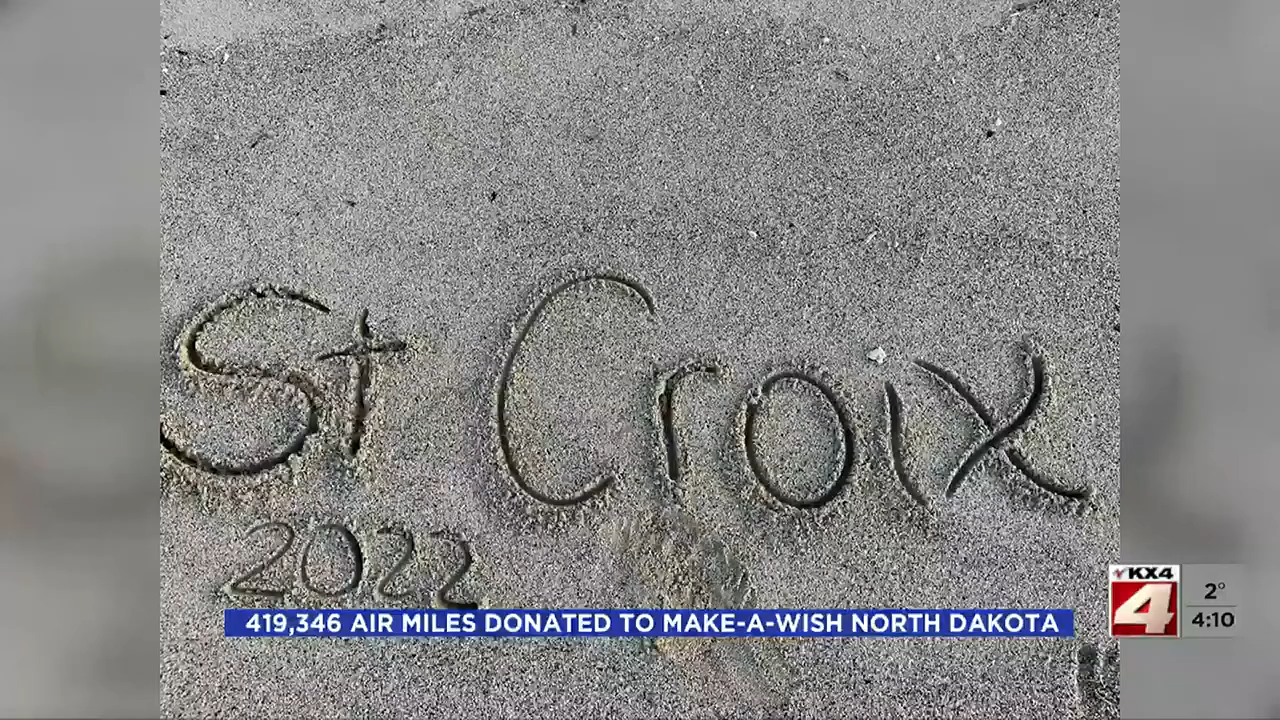 St Croix
2022
419,346 AIR MILES DONATED TO MAKE-A-WISH NORTH DAKOTA
KX4
4
2°
4:10